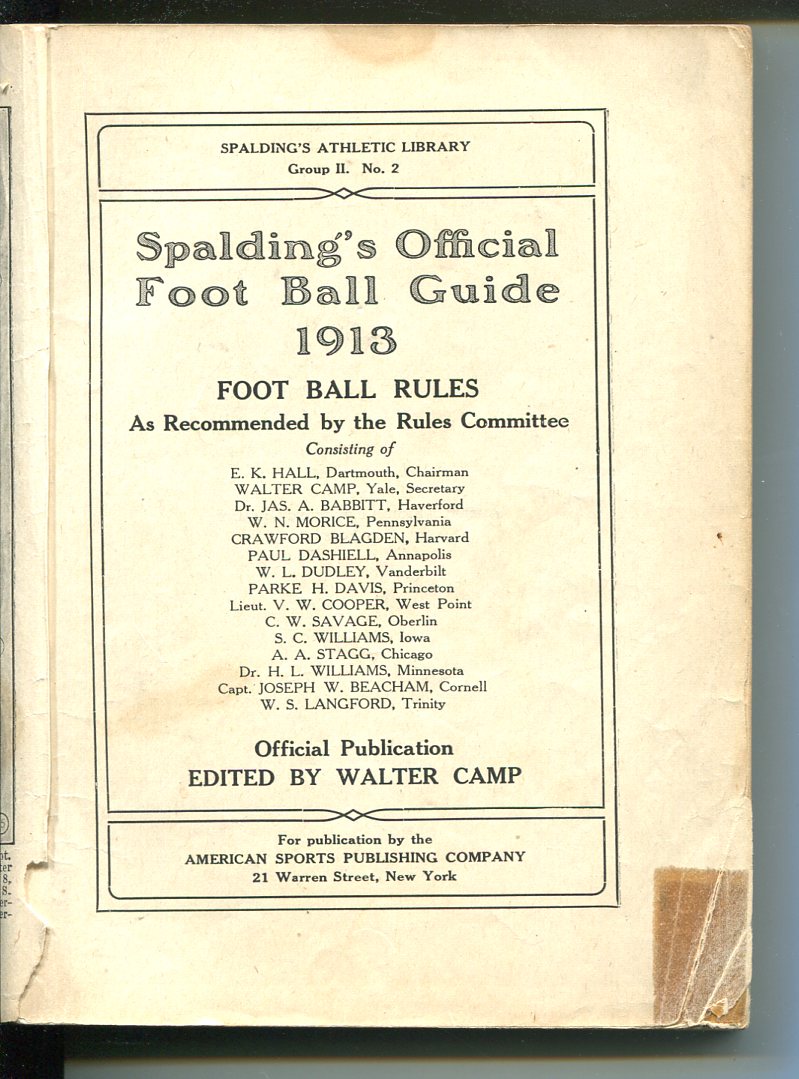 SPALDING'S ATHLETIC LIBRARY
Group II. No. 2
Spalding's Official
Foot Ball Guide
1913
FOOT BALL RULES
As Recommended by the Rules Committee
Consisting of
E. K. HALL, Dartmouth, Chairman
WALTER CAMP, Yale, Secretary
Dr. JAS. A. BABBITT, Haverford
W. N. MORICE, Pennsylvania
CRAWFORD BLAGDEN, Harvard
PAUL DASHIELL, Annapolis
W. L. DUDLEY, Vanderbilt
PARKE H. DAVIS, Princeton
Lieut. V. W. COOPER, West Point
C. W. SAVAGE, Oberlin
S. C. WILLIAMS, Iowa
A. A. STAGG, Chicago
Dr. H. L. WILLIAMS, Minnesota
Capt. JOSEPH W. BEACHAM, Cornell
W. S. LANGFORD, Trinity
Official Publication
EDITED BY WALTER CAMP
For publication by the
AMERICAN SPORTS PUBLISHING COMPANY
21 Warren Street, New York